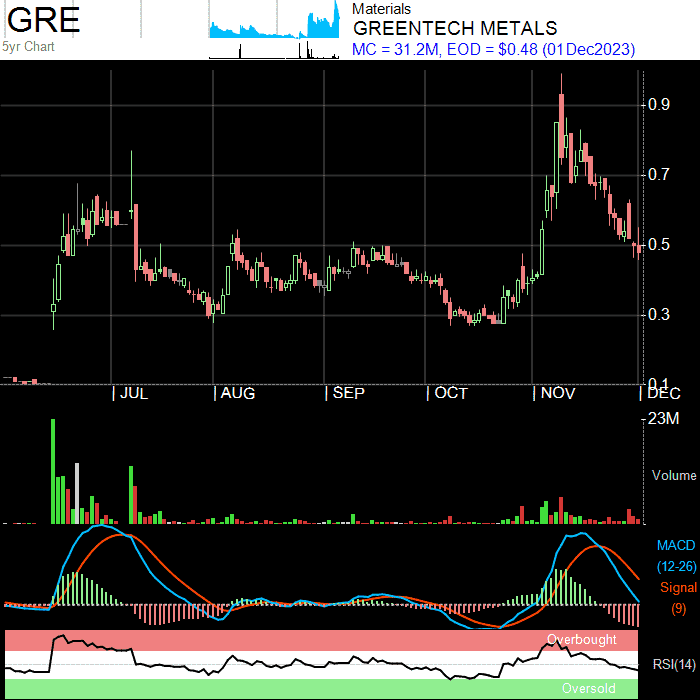 GRE
5yr Chart
Materials
GREENTECH METALS
MC = 31.2M, EOD = $0.48 (01Dec2023)
0.9
0.7
0.5
0.3
0.1
JUL AUG SEP OCT NOV DEC
23M
Volume
MACD
(12-26)
Signal
(9)
Overbought
RSI(14)
Oversold